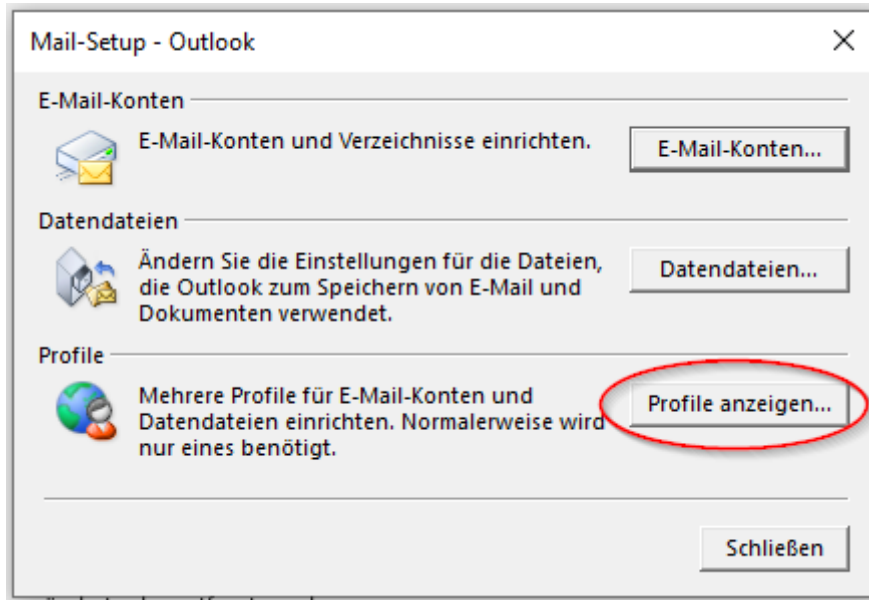 Mail-Setup - Outlook
E-Mail-Konten
E-Mail-Konten und Verzeichnisse einrichten.
E-Mail-Konten...
Datendateien
Ändern Sie die Einstellungen für die Dateien,
die Outlook zum Speichern von E-Mail und
Dokumenten verwendet.
Datendateien...
Profile
Mehrere Profile für E-Mail-Konten und
Datendateien einrichten. Normalerweise wird
nur eines benötigt.
Profile anzeigen...
Schließen